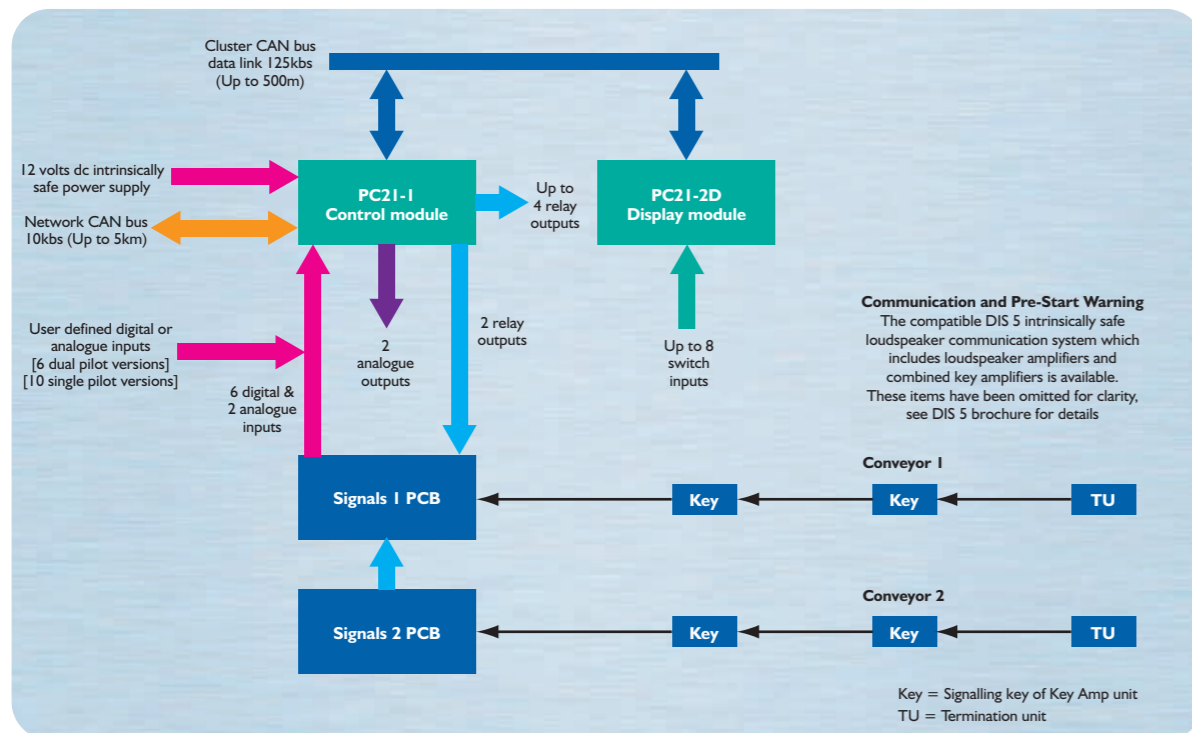 Cluster CAN bus
data link 125kbs
(Up to 500m)
12 volts dc intrinsically
safe power supply
Network CAN bus
10kbs (Up to 5km)
PC21-1
Control module
Up to
4 relay
outputs
PC21-2D
Display module
User defined digital or
analogue inputs
[6 dual pilot versions]
[10 single pilot versions]
6 digital &
2 analogue
inputs
2
analogue
outputs
2 relay
outputs
Up to 8
switch
inputs
Communication and Pre-Start Warning
The compatible DIS 5 intrinsically safe
loudspeaker communication system which
includes loudspeaker amplifiers and
combined key amplifiers is available.
These items have been omitted for clarity,
see DIS 5 brochure for details
Conveyor 1
Signals 1 PCB
Key
Key
TU
Conveyor 2
Signals 2 PCB
Key
Key
TU
Key = Signalling key of Key Amp unit
TU = Termination unit